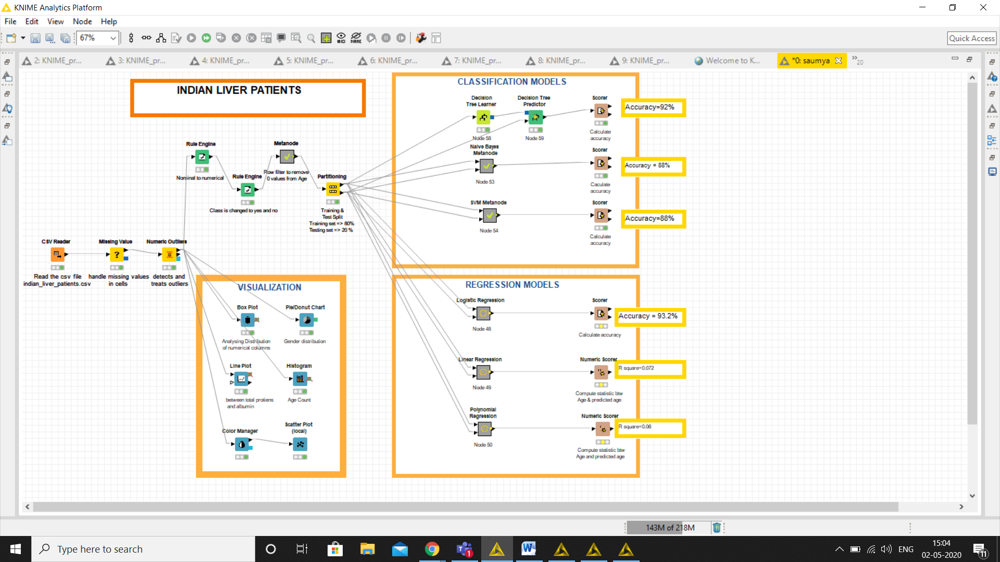 KNIME Analytics Platform
File Edit View Node Help
67%
#ID
NAME
Quick Access
2: KNIME_pr...
3: KNIME_pr...
4: KNIME_pr...
5: KNIME_pr...
6: KNIME_pr...
7: KNIME_pr...
8: KNIME_pr...
9: KNIME_pr...
Welcome to K...
*0: saumya
20
INDIAN LIVER PATIENTS
Rule Engine
Nominal to numerical
Rule Engine
Class is changed to yes and no
Metanode
Row filter to remove
0 values from Age
Partitioning
Training &
Test Split
Training set => 80%
Testing set => 20 %
CSV Reader
Read the csv file
indian_liver_patients.csv
Missing Value
handle missing values
in cells
Numeric Outliers
detects and
treats outliers
VISUALIZATION
Box Plot
Analysing Distribution
of numerical columns
Pie/Donut Chart
Gender distribution
Line Plot
between total protiens
and albumin
Histogram
Age Count
Color Manager
Scatter Plot
(local)
CLASSIFICATION MODELS
Decision
Tree Learner
Node 58
Decision Tree
Predictor
Node 59
Scorer
Calculate
accuracy
Accuracy=92%
Naive Bayes
Metanode
Node 53
Scorer
Caculate
accuracy
Accuracy = 88%
SVM Metanode
Node 54
Scorer
Calculate
accuracy
Accuracy=88%
REGRESSION MODELS
Logistic Regression
Node 48
Scorer
Calculate accuracy
Accuracy = 93.2%
Linear Regression
Node 49
Numeric Scorer
Compute statistic btw
Age & predicted age
R square=0.072
Polynomial
Regression
Node 50
Numeric Scorer
Compute statistic btw
Age and predicted age
R square=0.06
143M of 218M
Type here to search
1
ENG
15:04
02-05-2020
11